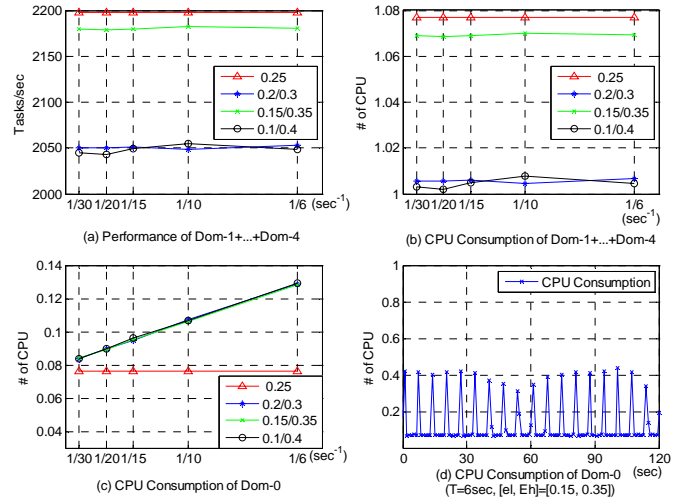 2200
2150
2100
2050
2000
Tasks/sec
0.25
0.2/0.3
0.15/0.35
0.1/0.4
1/30 1/20 1/15 1/10 1/6 (sec-1)
(a) Performance of Dom-1+...+Dom-4
1.08
1.06
1.04
1.02
1
# of CPU
0.25
0.2/0.3
0.15/0.35
0.1/0.4
1/30 1/20 1/15 1/10 1/6
(sec-1)
(b) CPU Consumption of Dom-1+...+Dom-4
0.14
0.12
0.1
0.08
0.06
0.04
# of CPU
0.25
0.2/0.3
0.15/0.35
0.1/0.4
1/30 1/20 1/15 1/10 1/6 (sec-1)
(c) CPU Consumption of Dom-0
1
0.8
0.6
0.4
0.2
# of CPU
CPU Consumption
0 30 60 90 120 (sec)
(d) CPU Consumption of Dom-0
(T=6sec, [el, Eh]=[0.15, 0.35])